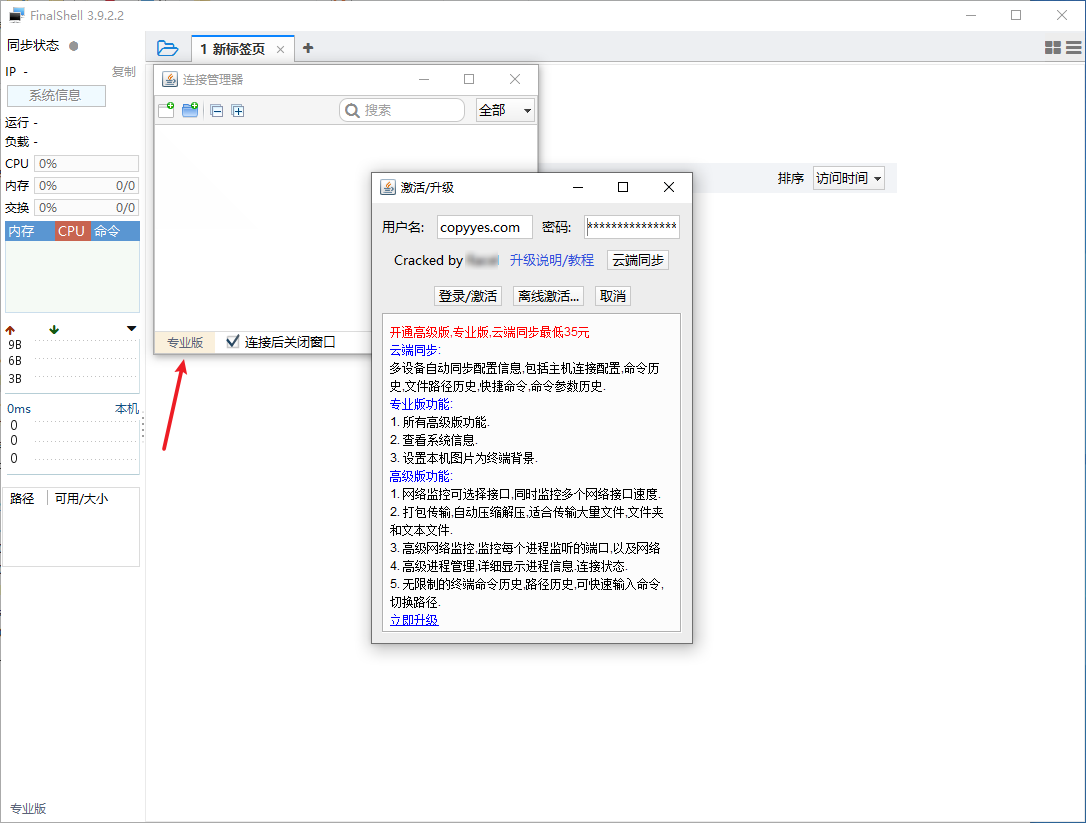 FinalShell 3.9.2.2
同步状态
IP -
复制
系统信息
运行 -
负载 -
CPU 0%
内存 0% 0/0
交换 0% 0/0
内存 CPU 命令
9B
6B
3B
0ms 本机
0
0
0
路径 可用/大小
专业版
1 新标签页
连接管理器
搜索
全部
专业版
连接后关闭窗口
排序 访问时间
激活/升级
用户名: copyyes.com 密码: ***************
Cracked by
升级说明/教程 云端同步
登录/激活 离线激活... 取消
开通高级版,专业版,云端同步最低35元
云端同步:
多设备自动同步配置信息,包括主机连接配置,命令历
史,文件路径历史,快捷命令,命令参数历史.
专业版功能:
1. 所有高级版功能.
2. 查看系统信息.
3. 设置本机图片为终端背景.
高级版功能:
1. 网络监控可选择接口,同时监控多个网络接口速度.
2. 打包传输,自动压缩解压,适合传输大量文件,文件夹
和文本文件.
3. 高级网络监控,监控每个进程监听的端口,以及网络
4. 高级进程管理,详细显示进程信息.连接状态.
5. 无限制的终端命令历史,路径历史,可快速输入命令,
切换路径.
立即升级